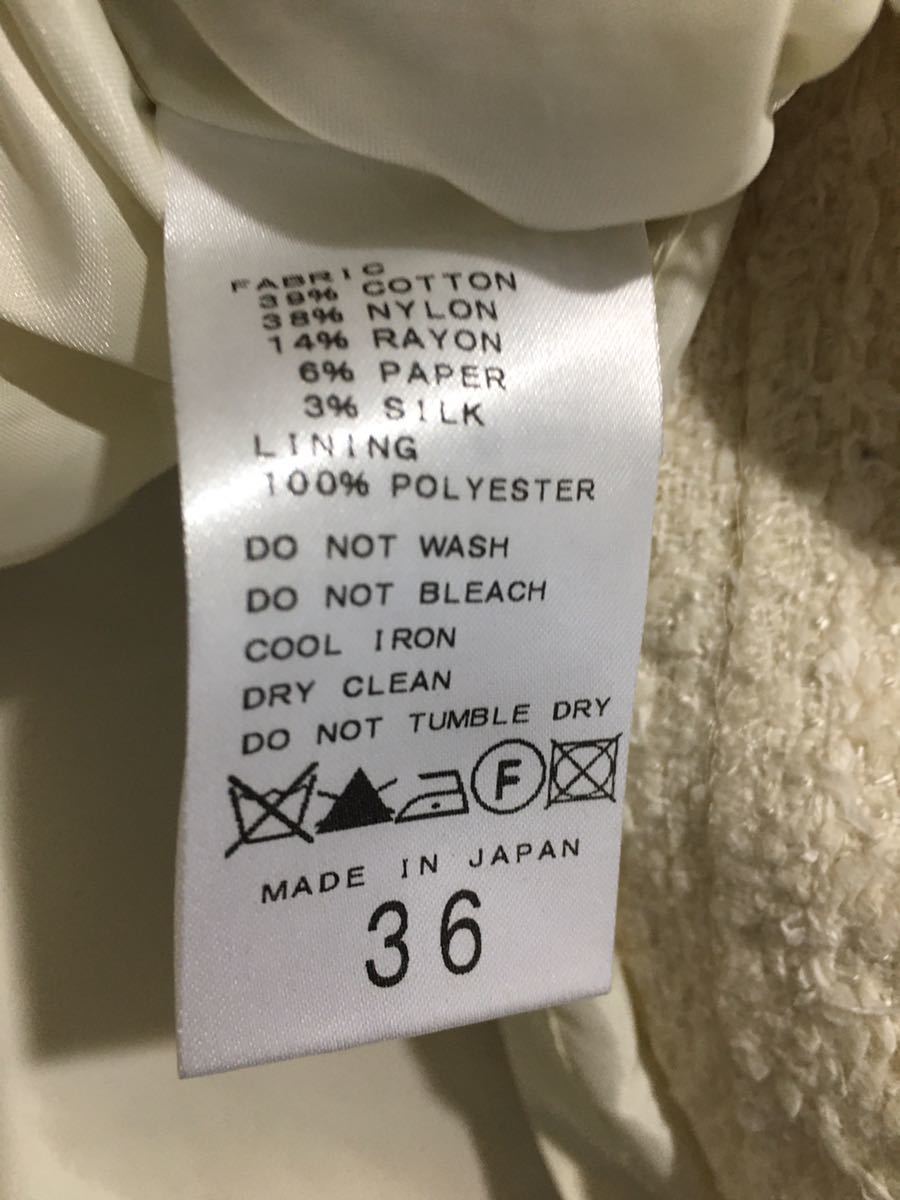 FABRIC
39% COTTON
38% NYLON
14% RAYON
6% PAPER
3% SILK
LINING
100% POLYESTER
DO NOT WASH
DO NOT BLEACH
COOL IRON
DRY CLEAN
DO NOT TUMBLE DRY
F
MADE IN JAPAN
36